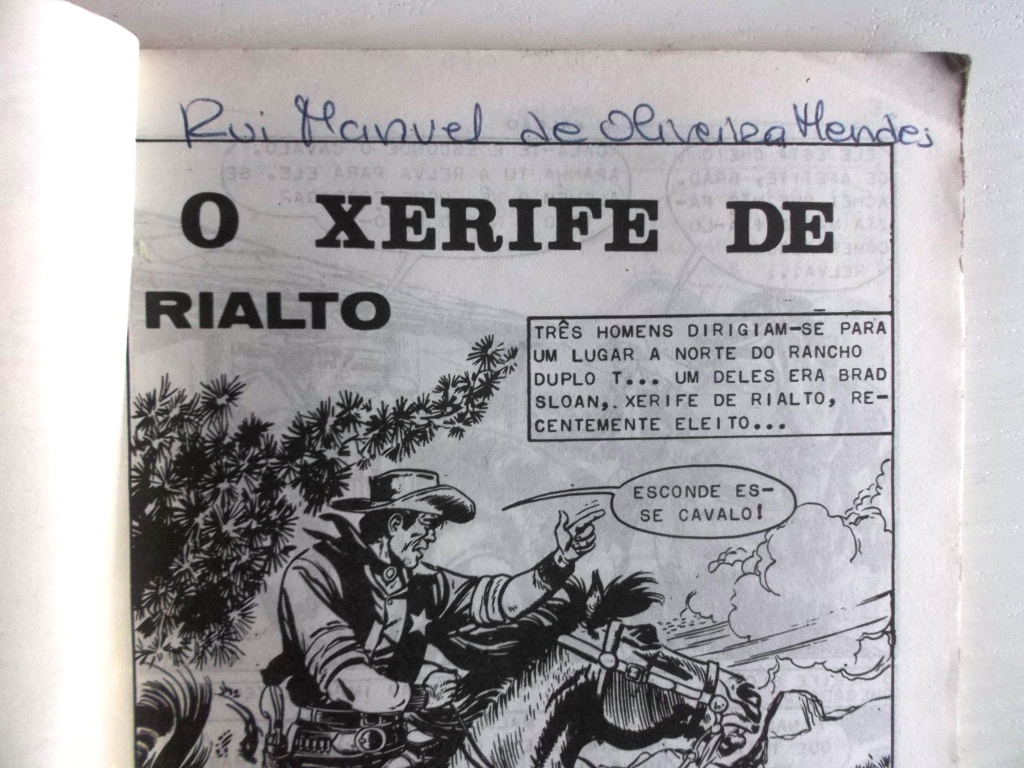 Rui Manuel de Oliveira Mendes
O XERIFE DE
RIALTO
TRÊS HOMENS DIRIGIAM-SE PARA
UM LUGAR A NORTE DO RANCHO
DUPLO T... UM DELES ERA BRAD
SLOAN, XERIFE DE RIALTO, RE-
CENTEMENTE ELEITO...
ESCONDE ES-
SE CAVALO!